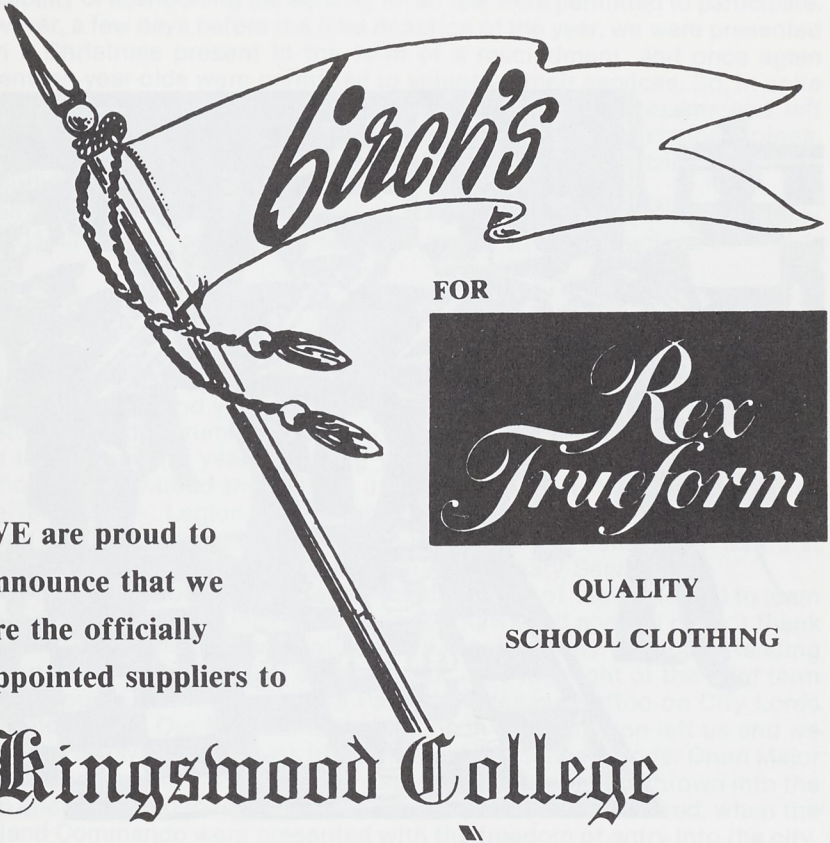 birch's
FOR
Rex
Trueform
QUALITY
SCHOOL CLOTHING
WE are proud to
nnounce that we
re the officially
ppointed suppliers to
Kingswood College